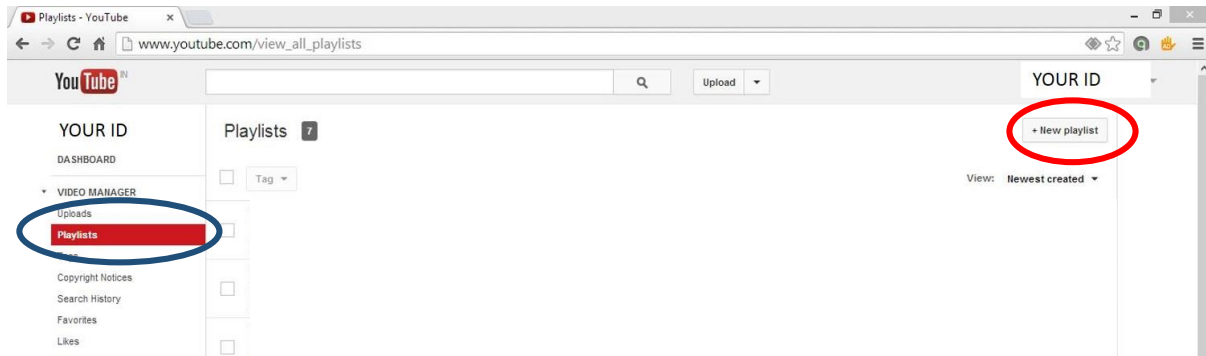 Playlists - YouTube
www.youtube.com/view_all_playlists
YouTube IN
Upload
YOUR ID
YOUR ID
Playlists 7
+ New playlist
DASHBOARD
Tag
View: Newest created
VIDEO MANAGER
Uploads
Playlists
Copyright Notices
Search History
Favorites
Likes